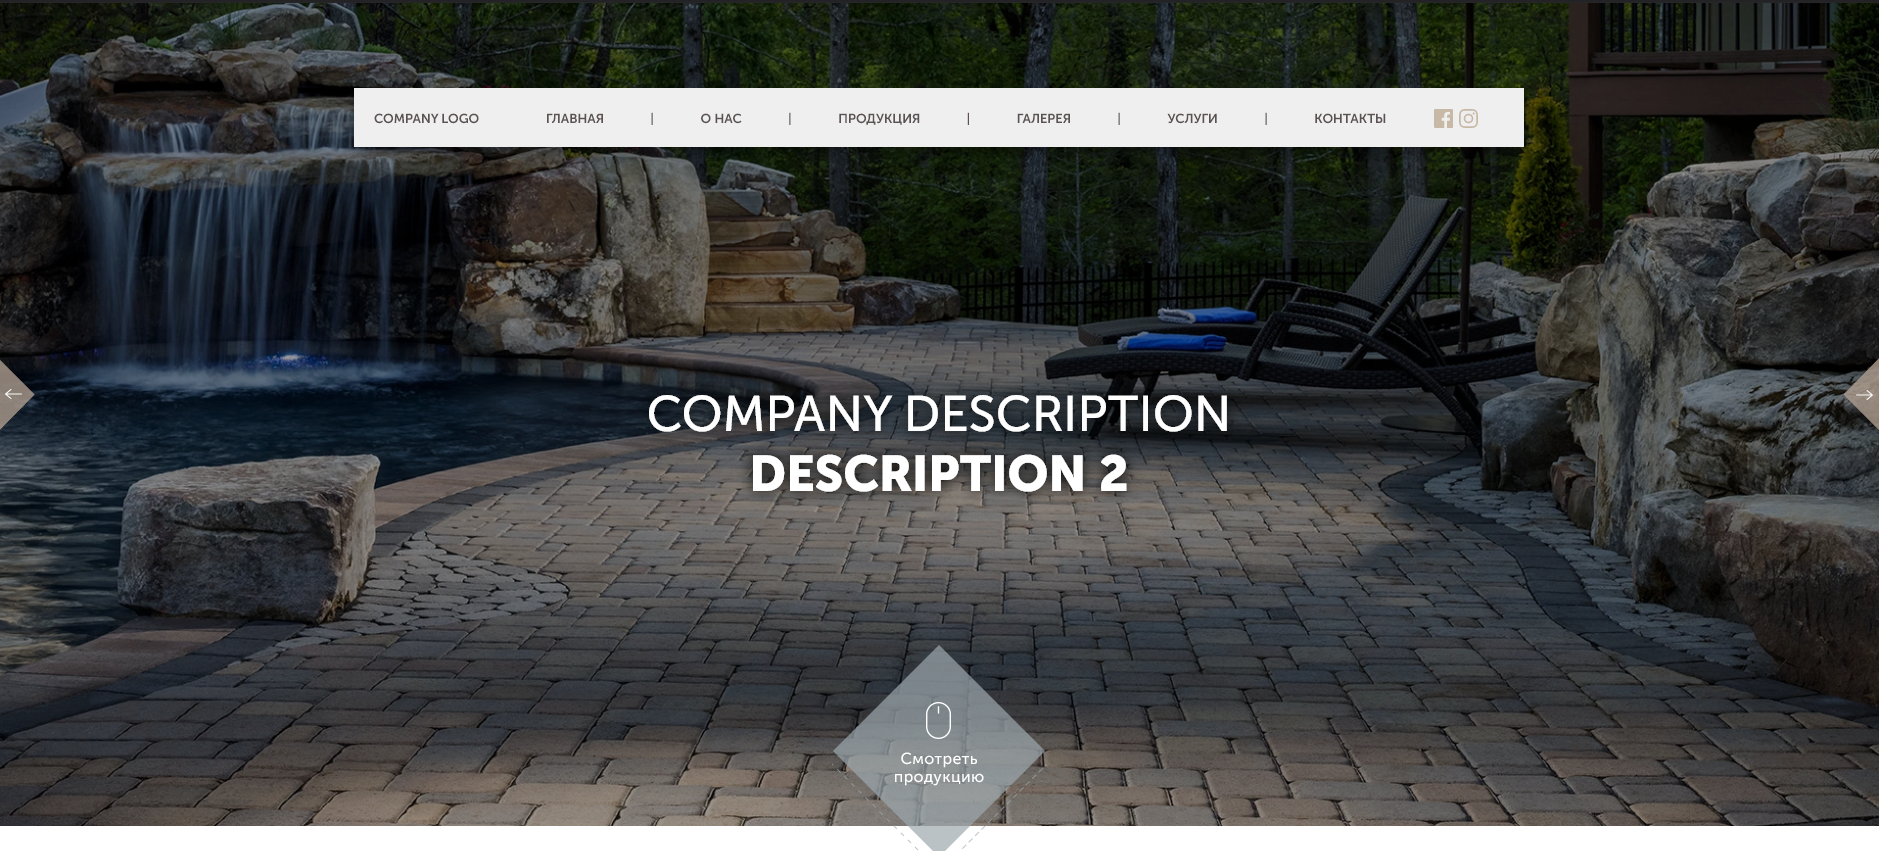 COMPANY LOGO ГЛАВНАЯ | О НАС | ПРОДУКЦИЯ | ГАЛЕРЕЯ | УСЛУГИ | КОНТАКТЫ
COMPANY DESCRIPTION
DESCRIPTION 2
Смотреть
продукцию